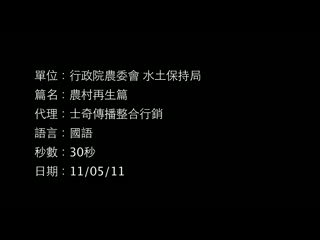 單位：行政院農委會 水土保持局
篇名：農村再生篇
代理：士奇傳播整合行銷
語言：國語
秒數：30秒
日期：11/05/11